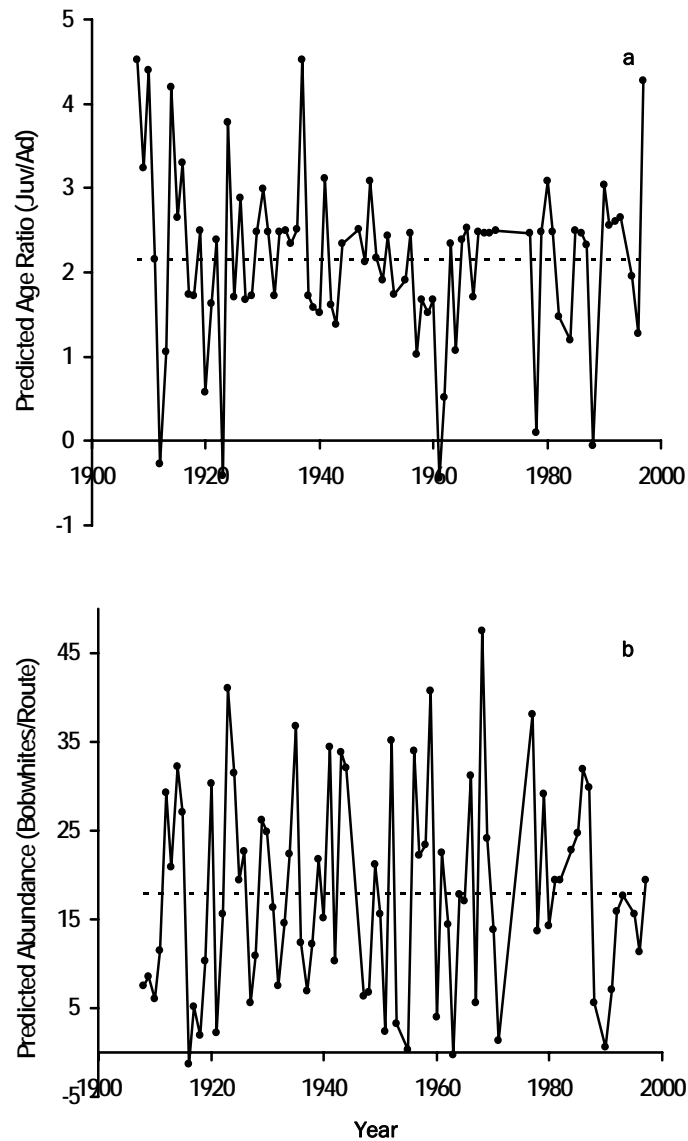 5
a
4
3
2
1
0
1900 1920 1940 1960 1980 2000
-1
Predicted Age Ratio (Juv/Ad)
45
b
35
25
15
5
-5
1900 1920 1940 1960 1980 2000
Predicted Abundance (Bobwhites/Route)
Year